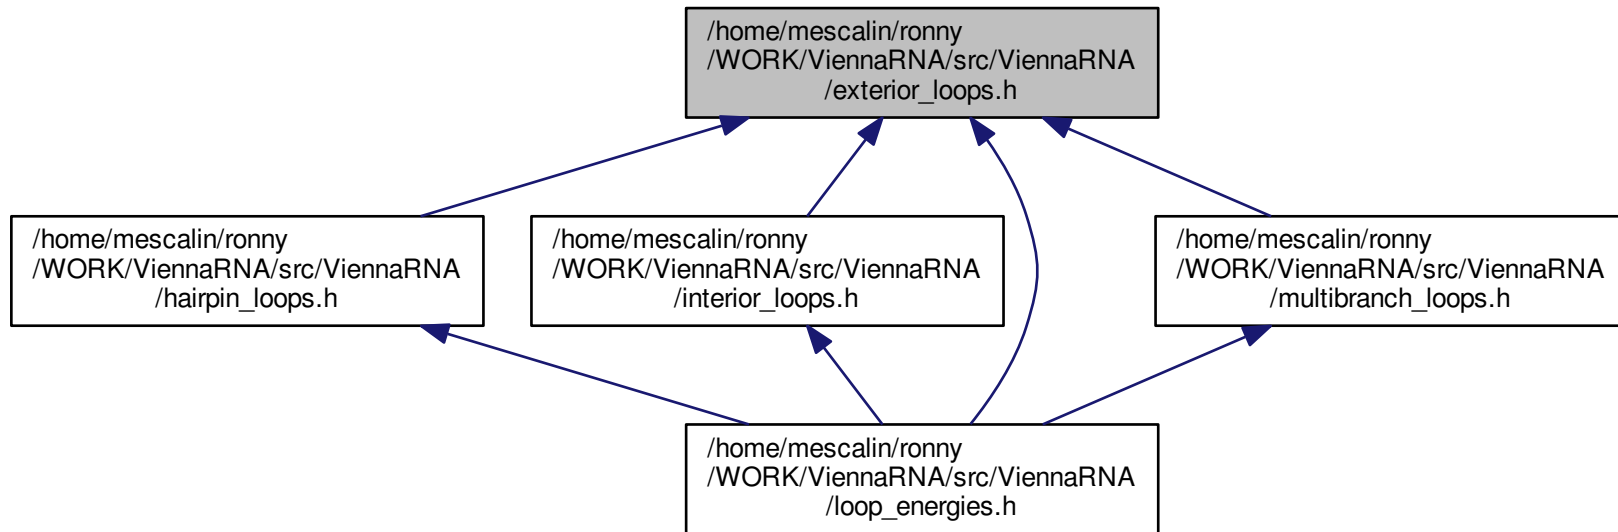 /home/mescalin/ronny
/WORK/ViennaRNA/src/ViennaRNA
/exterior_loops.h
/home/mescalin/ronny
/WORK/ViennaRNA/src/ViennaRNA
/hairpin_loops.h
/home/mescalin/ronny
/WORK/ViennaRNA/src/ViennaRNA
/interior_loops.h
/home/mescalin/ronny
/WORK/ViennaRNA/src/ViennaRNA
/multibranch_loops.h
/home/mescalin/ronny
/WORK/ViennaRNA/src/ViennaRNA
/loop_energies.h